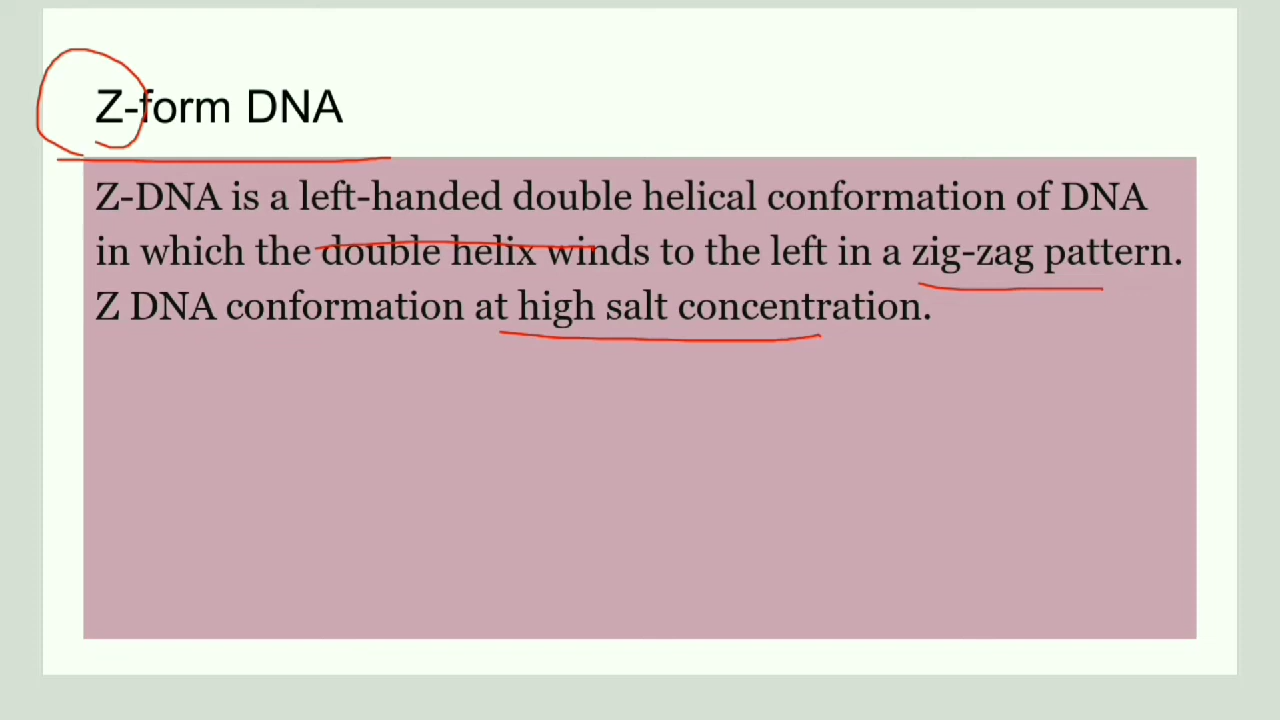 Z-form DNA
Z-DNA is a left-handed double helical conformation of DNA
in which the double helix winds to the left in a zig-zag pattern.
Z DNA conformation at high salt concentration.